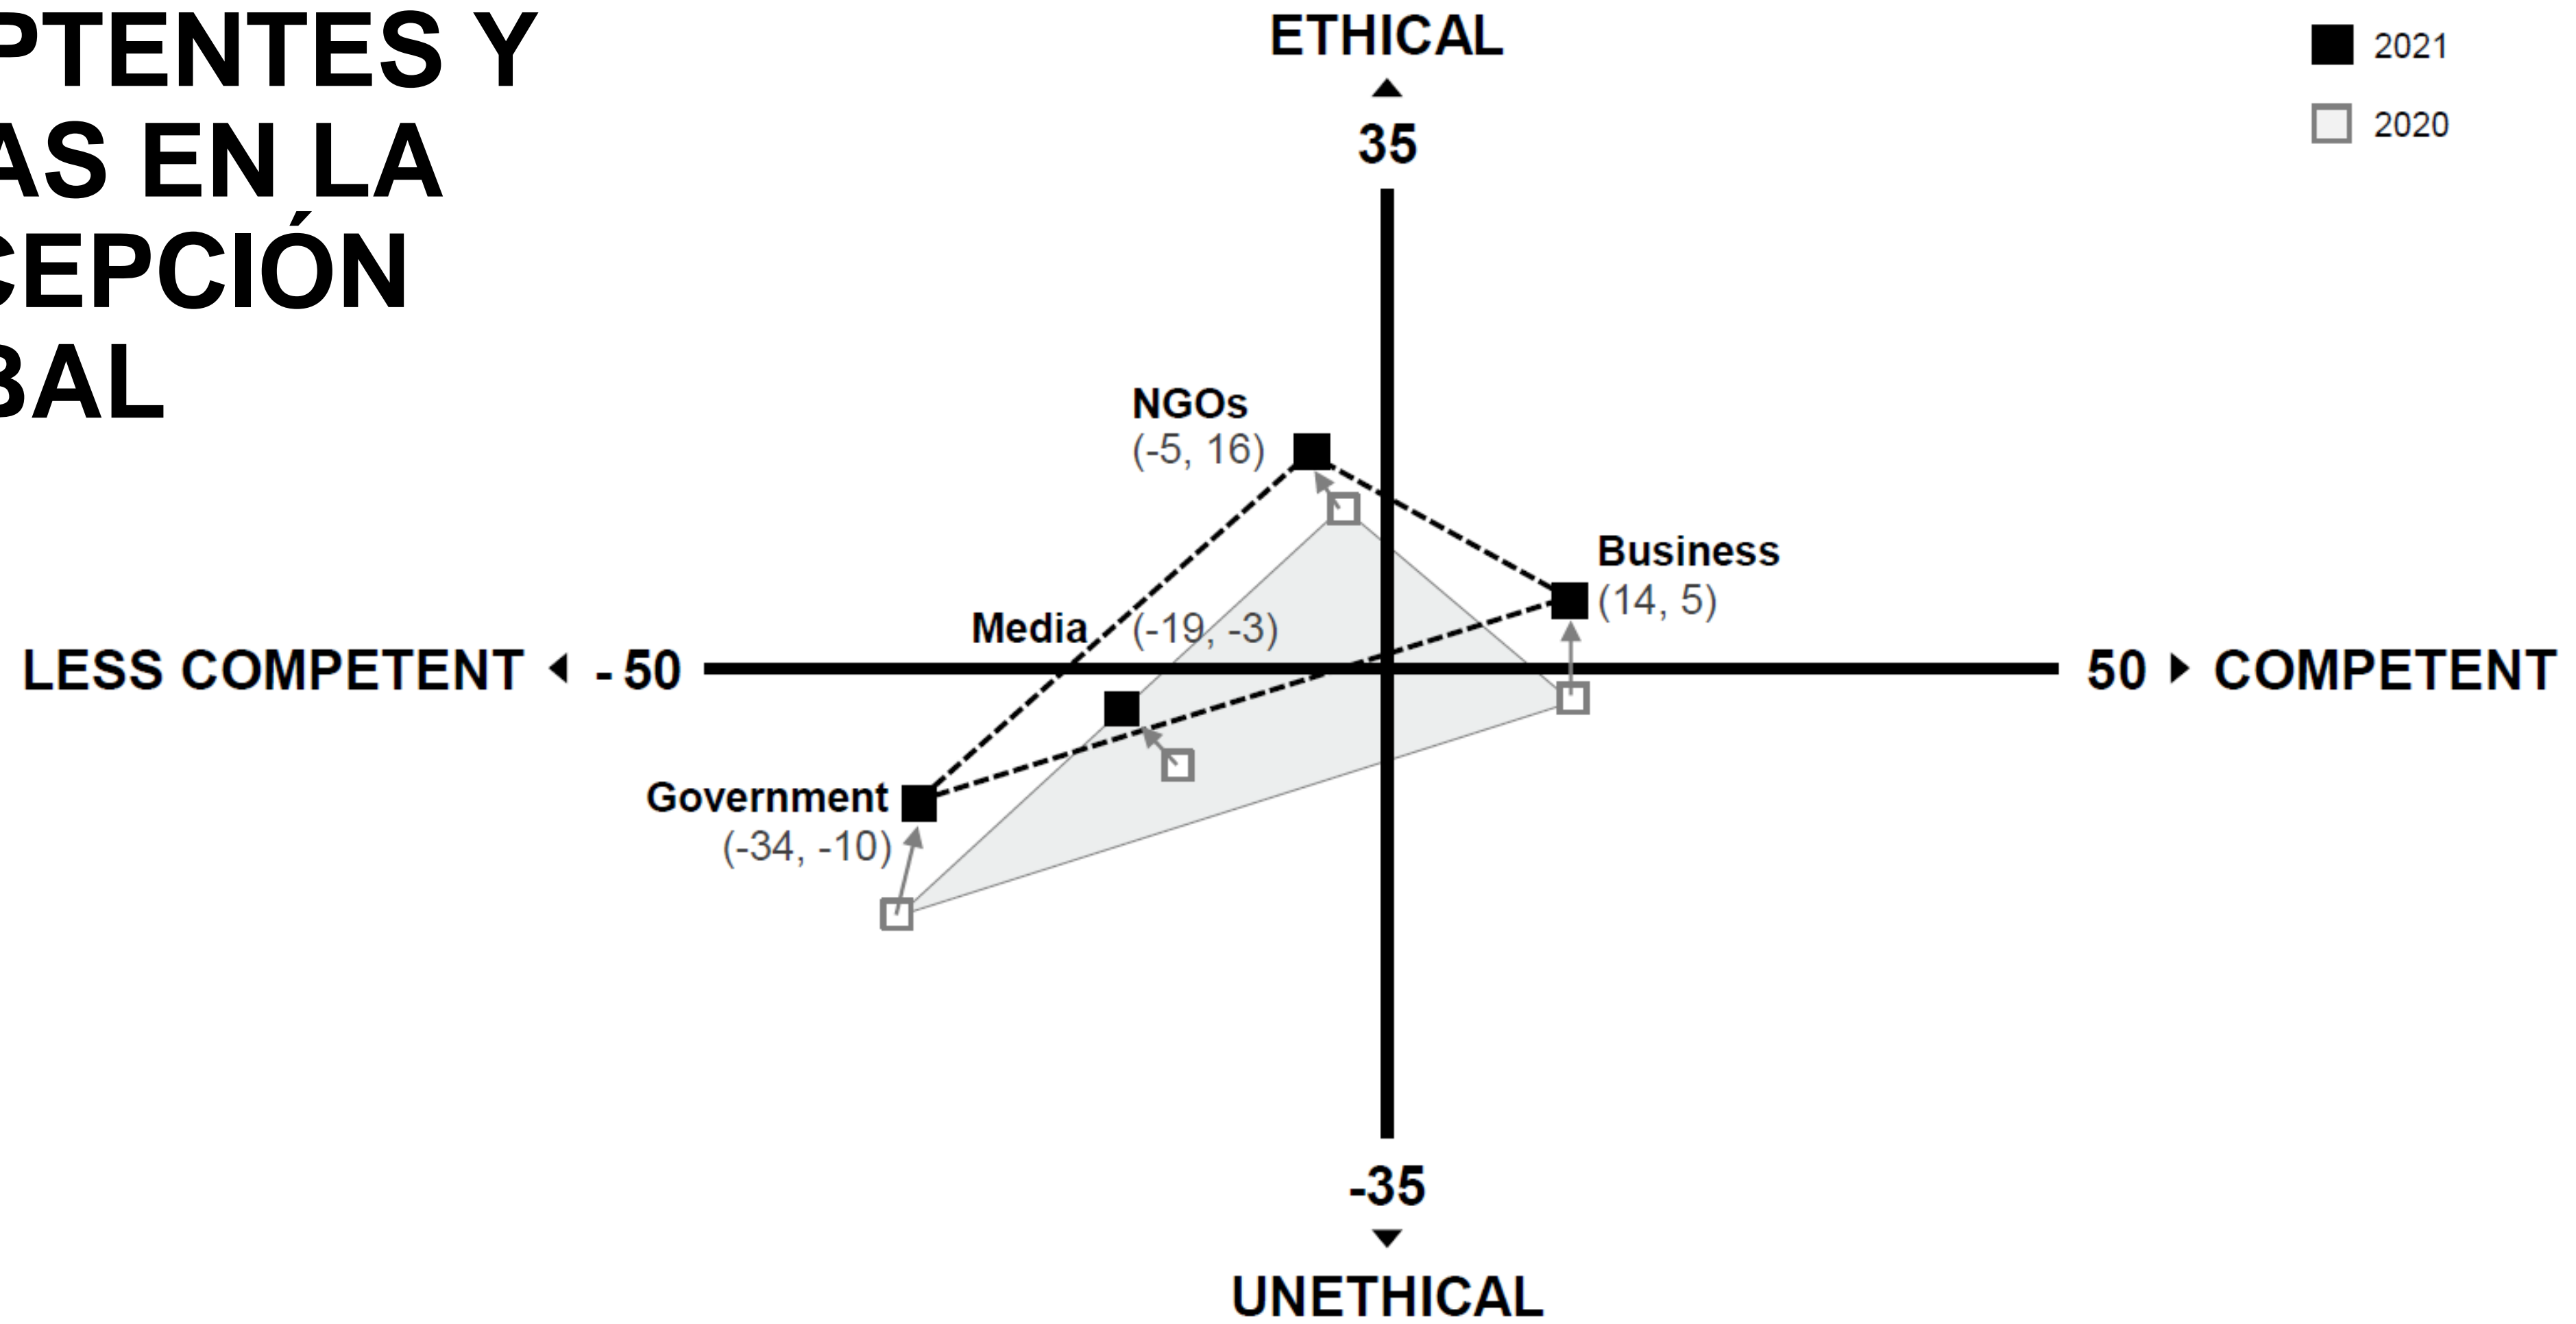 PTENTES Y
AS EN LA
CEPCIÓN
BAL
ETHICAL
35
2021
2020
NGOs
(-5, 16)
Business
(14, 5)
Media (-19, -3)
LESS COMPETENT
- 50
50
COMPETENT
Government
(-34, -10)
-35
UNETHICAL